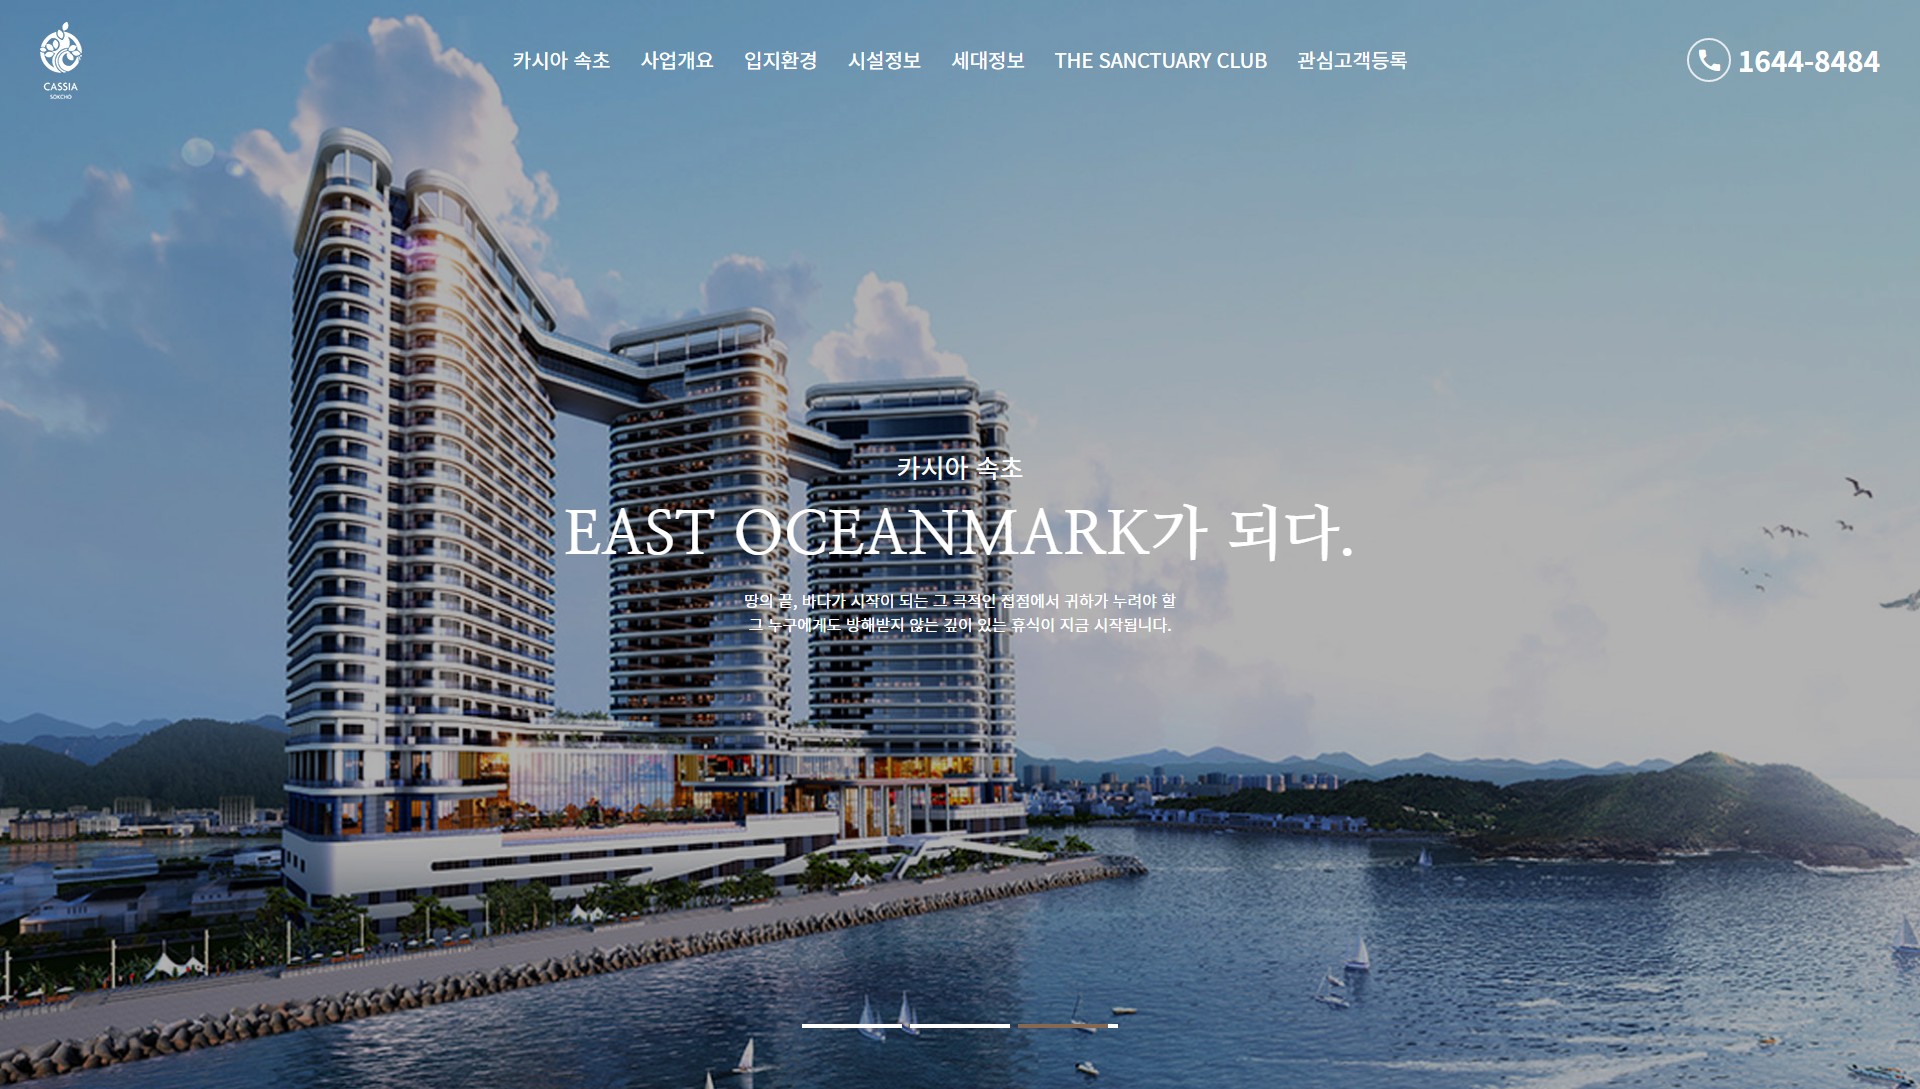 CASSIA
SOKCHO
카시아 속초
사업개요
입지환경
시설정보
세대정보
THE SANCTUARY CLUB
관심고객등록
1644-8484
카시아 속초
EAST OCEANMARK가 되다.
땅의 끝, 바다가 시작이 되는 그 극적인 접점에서 귀하가 누려야 할
그 누구에게도 방해받지 않는 깊이 있는 휴식이 지금 시작됩니다.